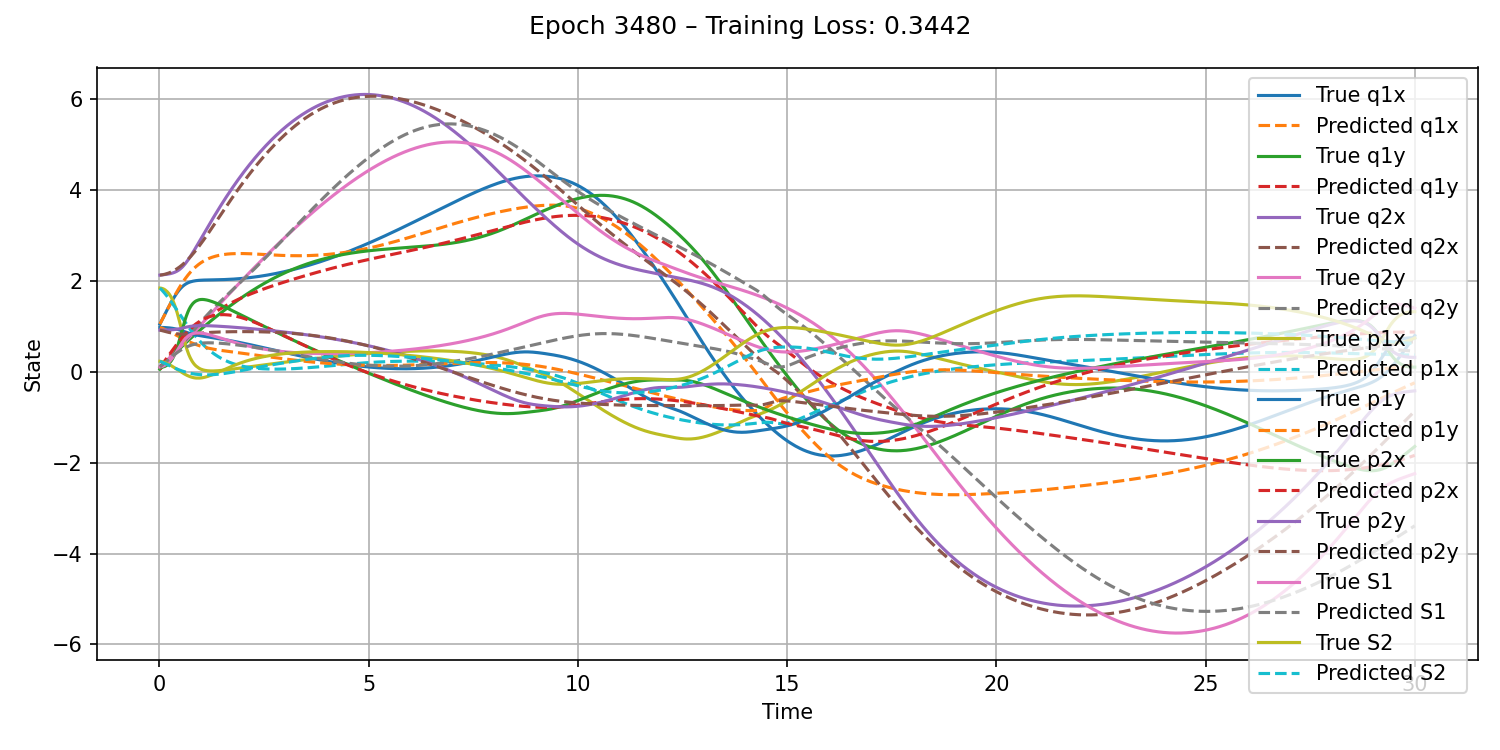 Epoch 3480 – Training Loss: 0.3442
State
6
4
2
0
−2
−4
−6
0
5
10
15
20
25
30
Time
True q1x
Predicted q1x
True q1y
Predicted q1y
True q2x
Predicted q2x
True q2y
Predicted q2y
True p1x
Predicted p1x
True p1y
Predicted p1y
True p2x
Predicted p2x
True p2y
Predicted p2y
True S1
Predicted S1
True S2
Predicted S2